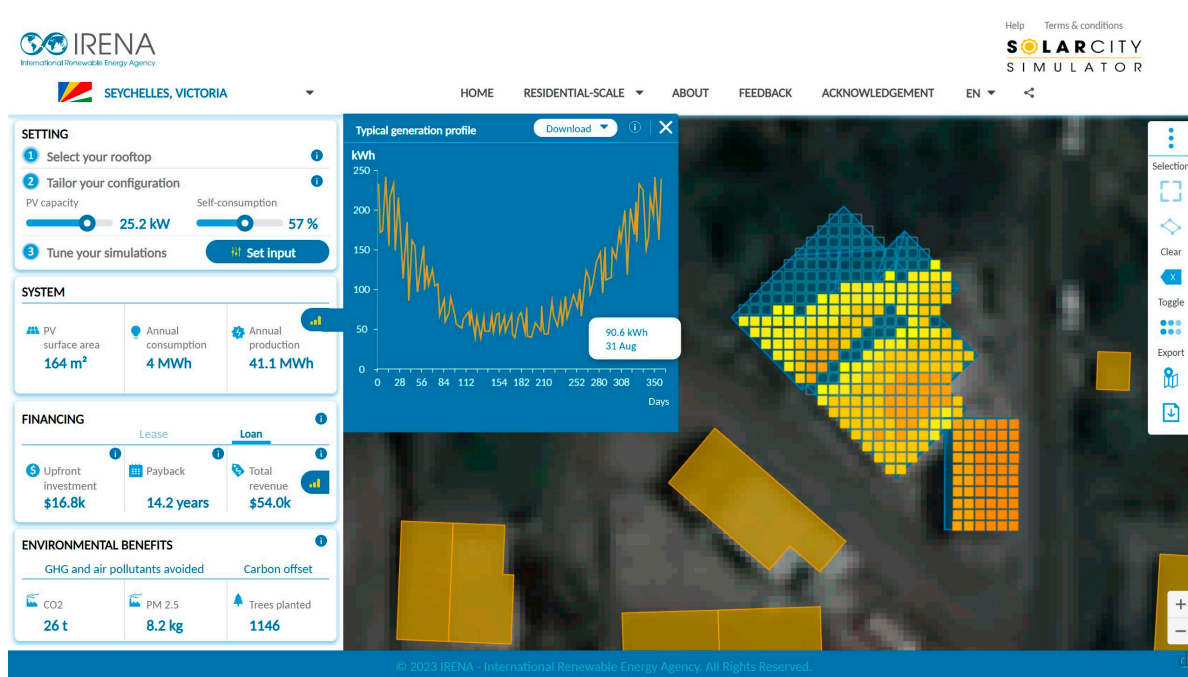 Help Terms & conditions
IRENA
International Renewable Energy Agency
SOLARCITY
SIMULATOR
SEYCHELLES, VICTORIA
HOME RESIDENTIAL-SCALE ABOUT FEEDBACK ACKNOWLEDGEMENT EN
SETTING
1 Select your rooftop
2 Tailor your configuration
PV capacity Self-consumption
25.2 kW 57 %
3 Tune your simulations Set input
SYSTEM
PV surface area
164 m²
Annual consumption
4 MWh
Annual production
41.1 MWh
FINANCING
Lease Loan
Upfront investment
$16.8k
Payback
14.2 years
Total revenue
$54.0k
ENVIRONMENTAL BENEFITS
GHG and air pollutants avoided Carbon offset
CO2
26 t
PM 2.5
8.2 kg
Trees planted
1146
Typical generation profile Download
kWh
250
200
150
100
50
0
0 28 56 84 112 154 182 210 252 280 308 350
Days
90.6 kWh
31 Aug
Selection
Clear
X
Toggle
Export
+
−
© 2023 IRENA - International Renewable Energy Agency. All Rights Reserved.